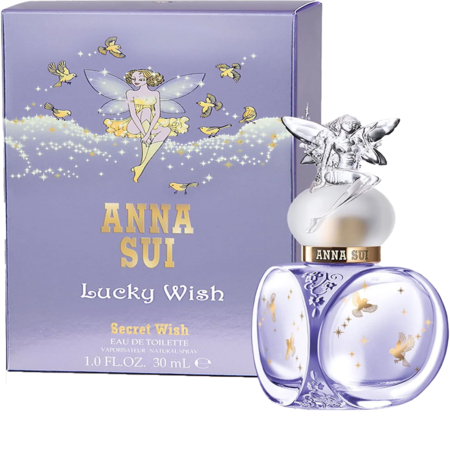 ANNA
SUI
Lucky Wish
Secret Wish
EAU DE TOILETTE
VAPORISATEUR NATURAL SPRAY
1.0 FL.OZ. 30 mL ℮
ANNA SUI